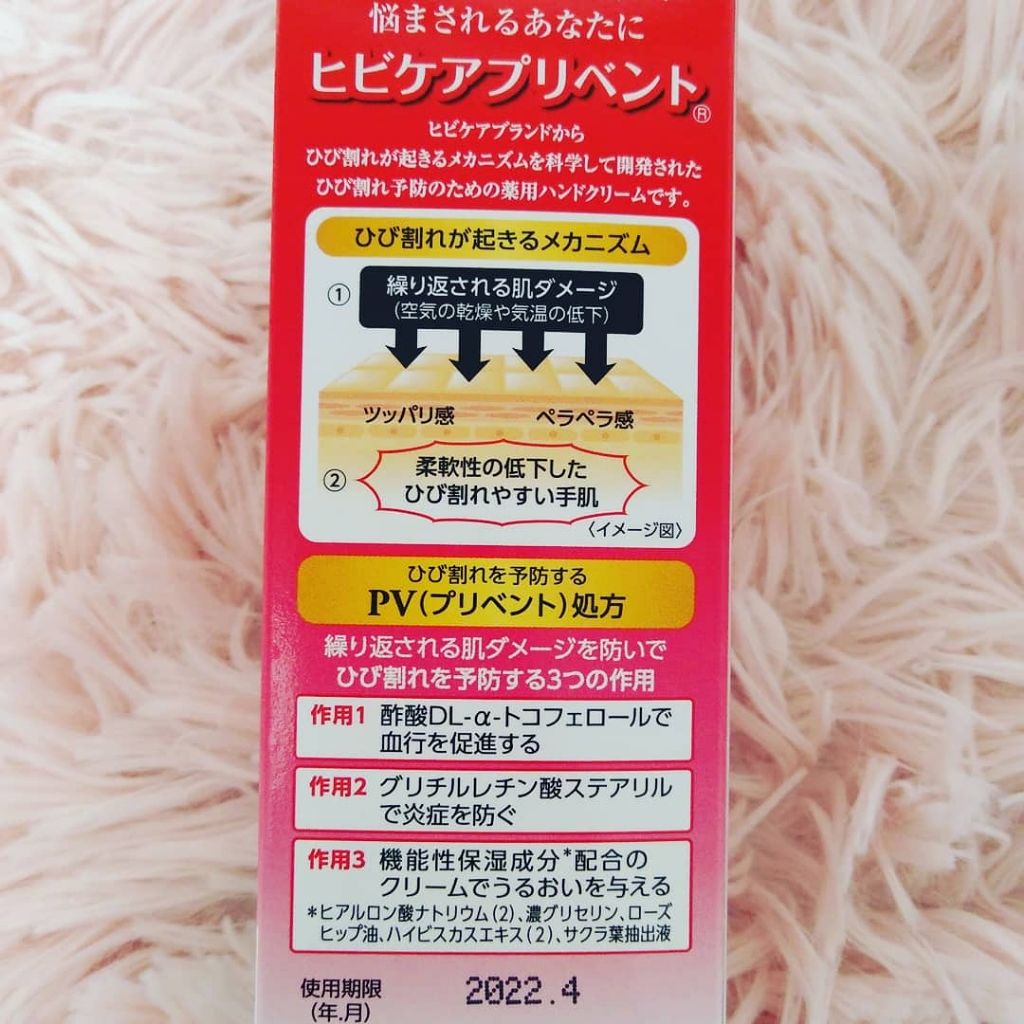 悩まされるあなたに
ヒビケアプリベント®
ヒビケアブランドから
ひび割れが起きるメカニズムを科学して開発された
ひび割れ予防のための薬用ハンドクリームです。
ひび割れが起きるメカニズム
① 繰り返される肌ダメージ
(空気の乾燥や気温の低下)
ツッパリ感 ペラペラ感
② 柔軟性の低下した
ひび割れやすい手肌
〈イメージ図〉
ひび割れを予防する
PV(プリベント)処方
繰り返される肌ダメージを防いで
ひび割れを予防する3つの作用
作用1 酢酸DL-α-トコフェロールで
血行を促進する
作用2 グリチルレチン酸ステアリル
で炎症を防ぐ
作用3 機能性保湿成分*配合の
クリームでうるおいを与える
*ヒアルロン酸ナトリウム(2)、濃グリセリン、ローズ
ヒップ油、ハイビスカスエキス(2)、サクラ葉抽出液
使用期限 2022.4
(年.月)